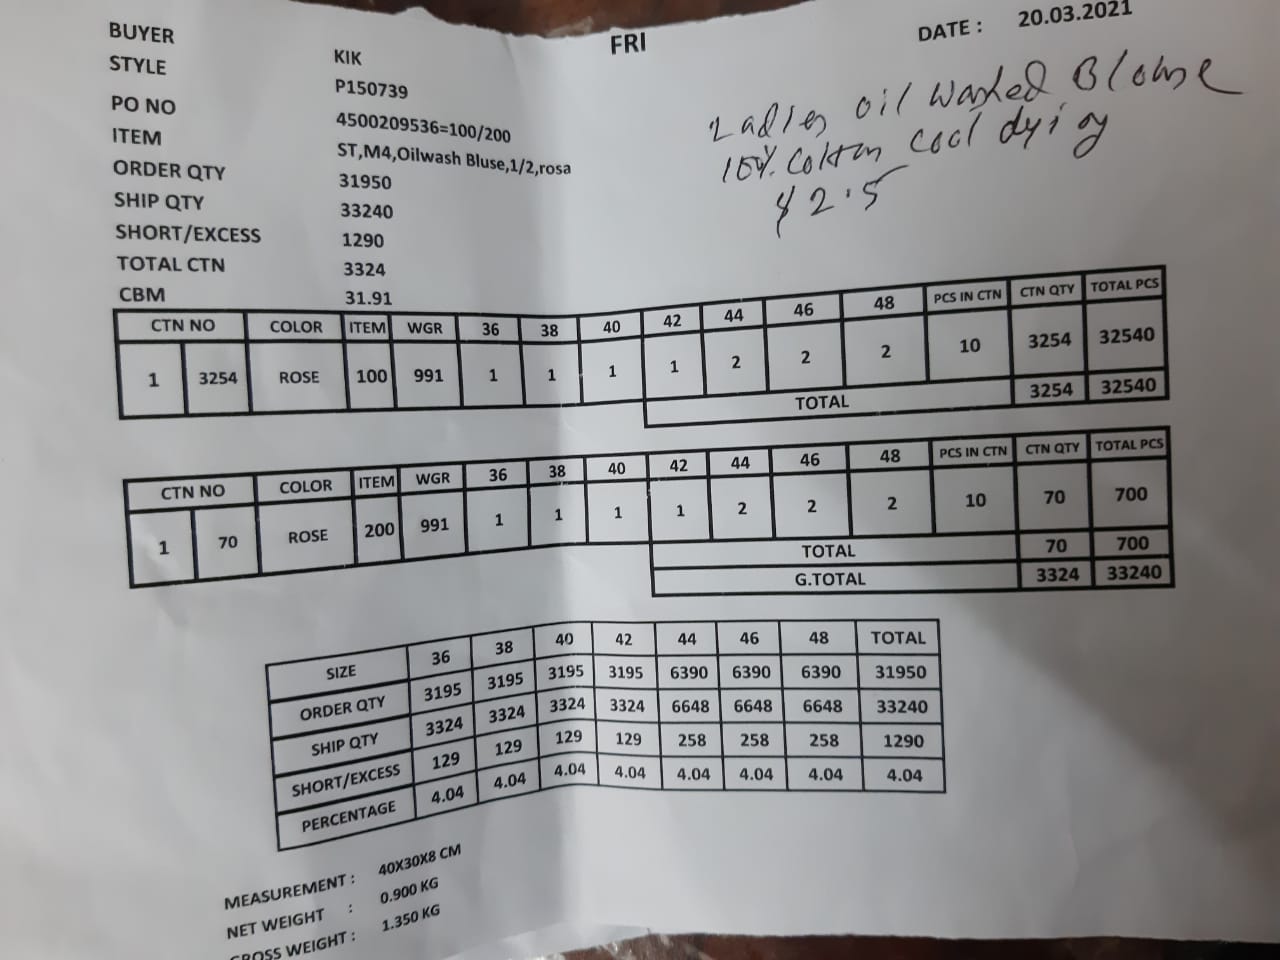 FRI
DATE : 20.03.2021
BUYER KIK
STYLE P150739
PO NO 4500209536=100/200
ITEM ST,M4,Oilwash Bluse,1/2,rosa
ORDER QTY 31950
SHIP QTY 33240
SHORT/EXCESS 1290
TOTAL CTN 3324
CBM 31.91
Ladies oil washed Blouse
100% Cotton cool dying
$2.5
CTN NO COLOR ITEM WGR 36 38 40 42 44 46 48 PCS IN CTN CTN QTY TOTAL PCS
1 3254 ROSE 100 991 1 1 1 1 2 2 2 10 3254 32540
TOTAL 3254 32540
CTN NO COLOR ITEM WGR 36 38 40 42 44 46 48 PCS IN CTN CTN QTY TOTAL PCS
1 70 ROSE 200 991 1 1 1 1 2 2 2 10 70 700
TOTAL 70 700
G.TOTAL 3324 33240
SIZE 36 38 40 42 44 46 48 TOTAL
ORDER QTY 3195 3195 3195 3195 6390 6390 6390 31950
SHIP QTY 3324 3324 3324 3324 6648 6648 6648 33240
SHORT/EXCESS 129 129 129 129 258 258 258 1290
PERCENTAGE 4.04 4.04 4.04 4.04 4.04 4.04 4.04 4.04
MEASUREMENT : 40X30X8 CM
NET WEIGHT : 0.900 KG
GROSS WEIGHT : 1.350 KG